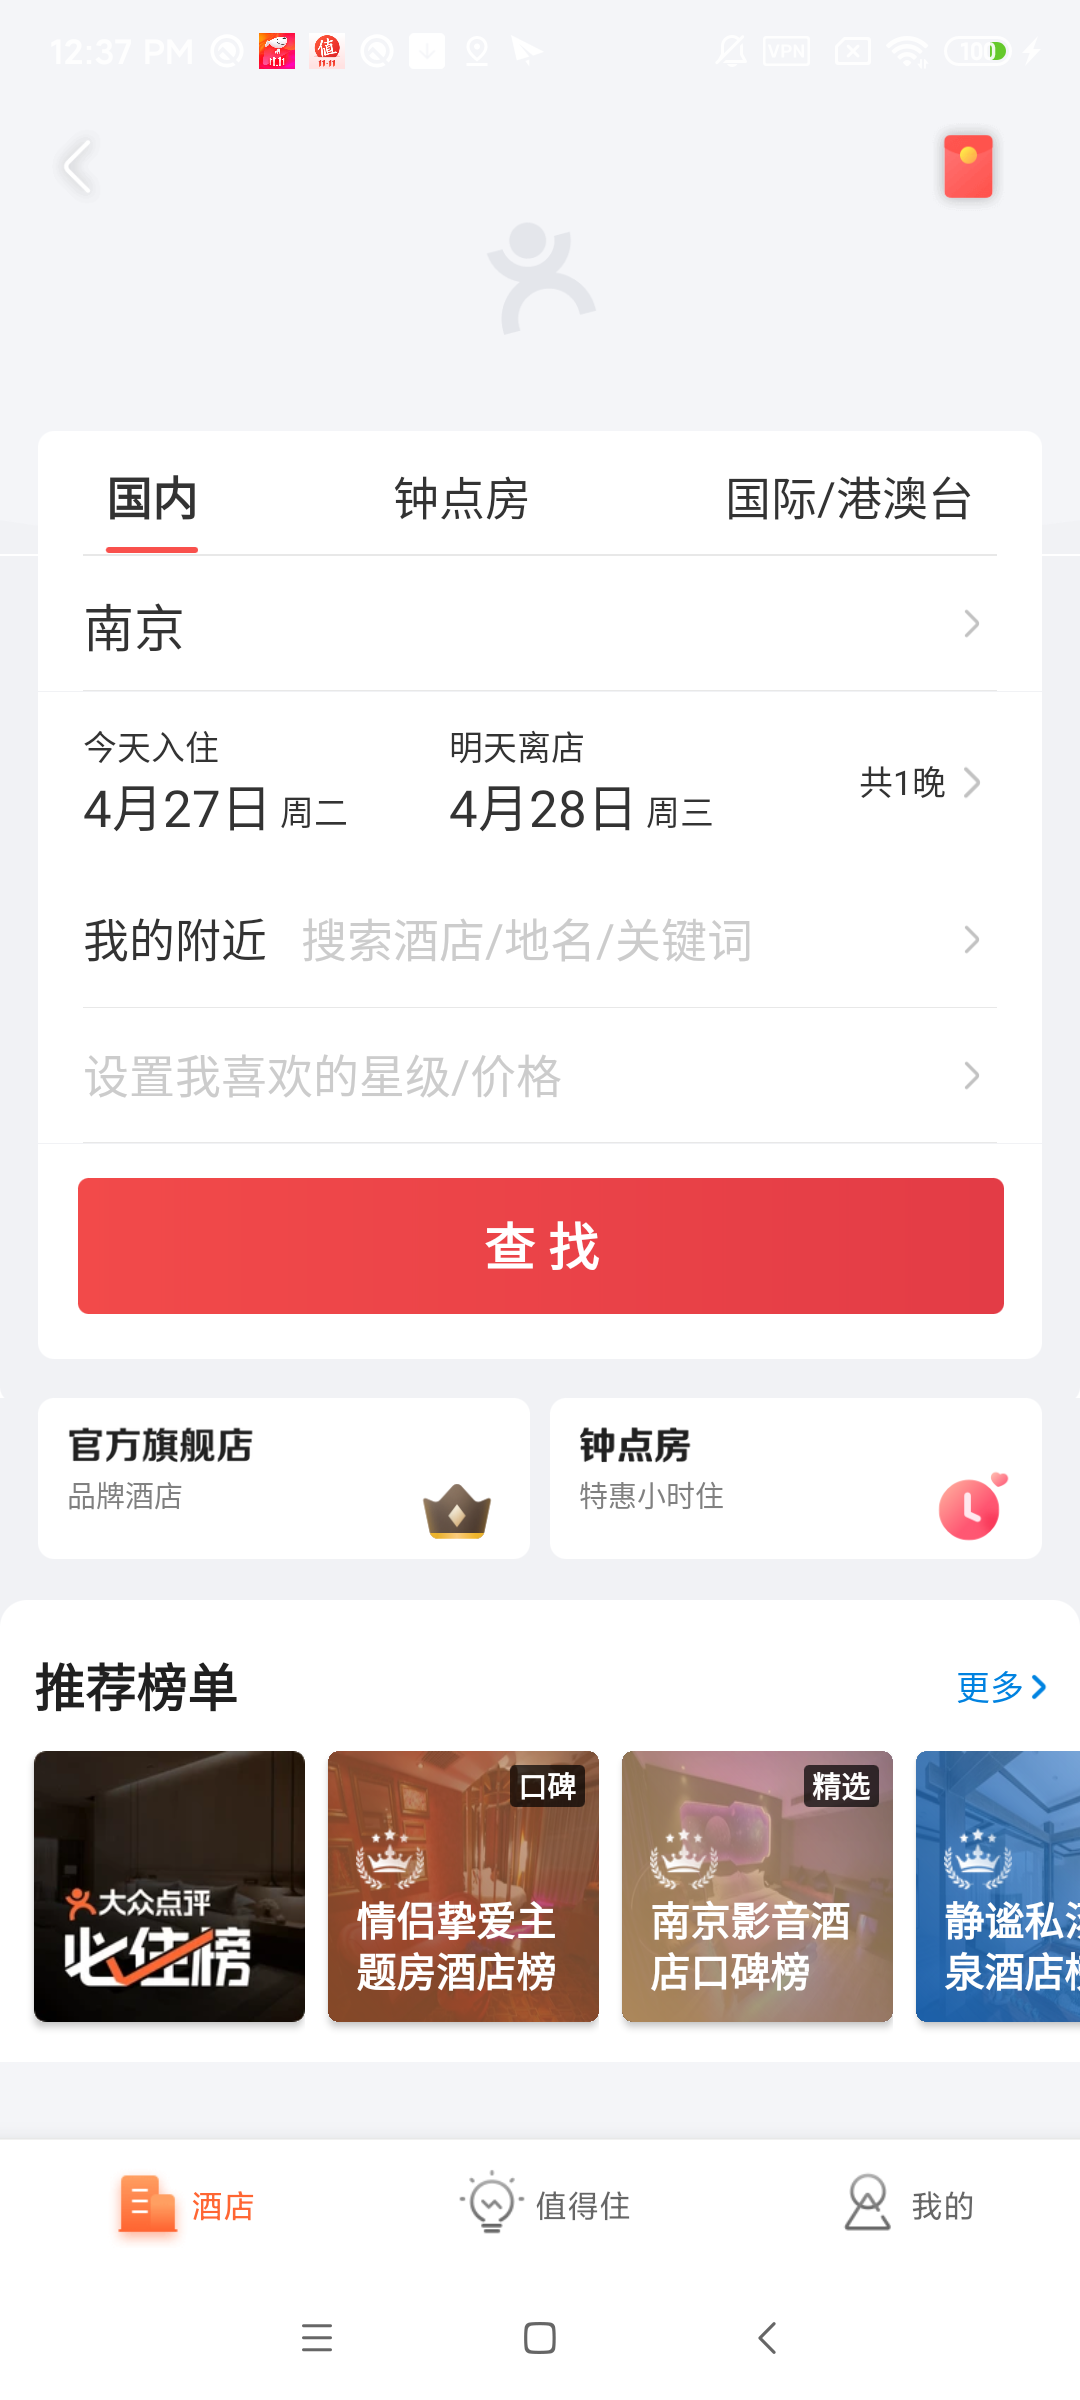 12:37 PM
11.11
值
11·11
VPN
100
国内
钟点房
国际/港澳台
南京
今天入住
明天离店
4月27日 周二
4月28日 周三
共1晚
我的附近
搜索酒店/地名/关键词
设置我喜欢的星级/价格
查找
官方旗舰店
品牌酒店
钟点房
特惠小时住
推荐榜单
更多
大众点评
必住榜
口碑
情侣挚爱主
题房酒店榜
精选
南京影音酒
店口碑榜
静谧私汤
泉酒店榜
酒店
值得住
我的